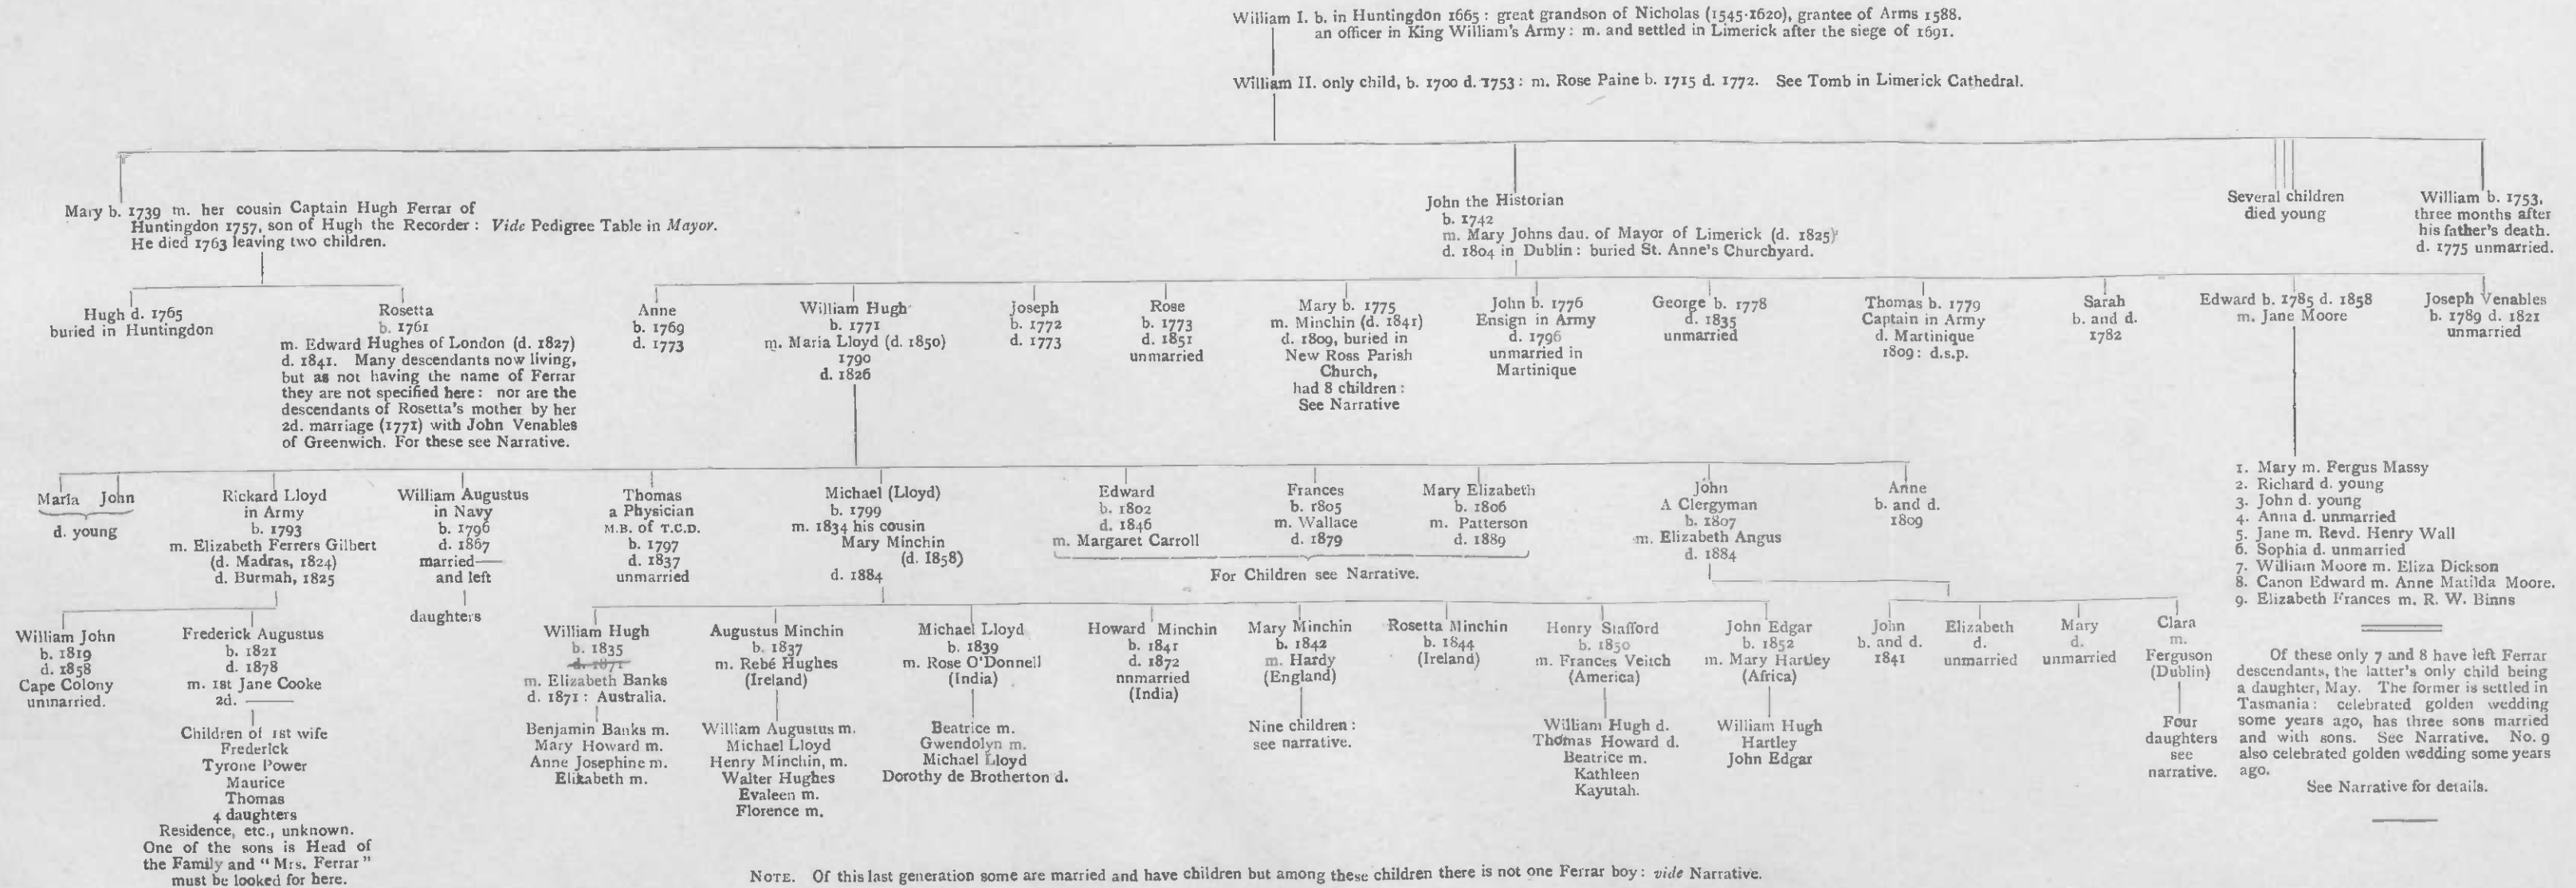 William I. b. in Huntingdon 1665 : great grandson of Nicholas (1545-1620), grantee of Arms 1588.
an officer in King William's Army : m. and settled in Limerick after the siege of 1691.
William II. only child, b. 1700 d. 1753 : m. Rose Paine b. 1715 d. 1772. See Tomb in Limerick Cathedral.
Mary b. 1739 m. her cousin Captain Hugh Ferrar of
Huntingdon 1757, son of Hugh the Recorder : Vide Pedigree Table in Mayor.
He died 1763 leaving two children.
John the Historian
b. 1742
m. Mary Johns dau. of Mayor of Limerick (d. 1825)
d. 1804 in Dublin : buried St. Anne's Churchyard.
Several children
died young
William b. 1753,
three months after
his father's death.
d. 1775 unmarried.
Hugh d. 1765
buried in Huntingdon
Rosetta
b. 1761
m. Edward Hughes of London (d. 1827)
d. 1841. Many descendants now living,
but as not having the name of Ferrar
they are not specified here : nor are the
descendants of Rosetta's mother by her
2d. marriage (1771) with John Venables
of Greenwich. For these see Narrative.
Anne
b. 1769
d. 1773
William Hugh
b. 1771
m. Maria Lloyd (d. 1850)
1790
d. 1826
Joseph
b. 1772
d. 1773
Rose
b. 1773
d. 1851
unmarried
Mary b. 1775
m. Minchin (d. 1841)
d. 1809, buried in
New Ross Parish
Church,
had 8 children :
See Narrative
John b. 1776
Ensign in Army
d. 1796
unmarried in
Martinique
George b. 1778
d. 1835
unmarried
Thomas b. 1779
Captain in Army
d. Martinique
1809 : d.s.p.
Sarah
b. and d.
1782
Edward b. 1785 d. 1858
m. Jane Moore
Joseph Venables
b. 1789 d. 1821
unmarried
Maria John
d. young
Rickard Lloyd
in Army
b. 1793
m. Elizabeth Ferrers Gilbert
(d. Madras, 1824)
d. Burmah, 1825
William Augustus
in Navy
b. 1796
d. 1867
married—
and left
daughters
Thomas
a Physician
M.B. of T.C.D.
b. 1797
d. 1837
unmarried
Michael (Lloyd)
b. 1799
m. 1834 his cousin
Mary Minchin
(d. 1858)
d. 1884
Edward
b. 1802
d. 1846
m. Margaret Carroll
Frances
b. 1805
m. Wallace
d. 1879
Mary Elizabeth
b. 1806
m. Patterson
d. 1889
For Children see Narrative.
John
A Clergyman
b. 1807
m. Elizabeth Angus
d. 1884
Anne
b. and d.
1809
1. Mary m. Fergus Massy
2. Richard d. young
3. John d. young
4. Anna d. unmarried
5. Jane m. Revd. Henry Wall
6. Sophia d. unmarried
7. William Moore m. Eliza Dickson
8. Canon Edward m. Anne Matilda Moore.
9. Elizabeth Frances m. R. W. Binns
William John
b. 1819
d. 1858
Cape Colony
unmarried.
Frederick Augustus
b. 1821
d. 1878
m. 1st Jane Cooke
2d. ——
Children of 1st wife
Frederick
Tyrone Power
Maurice
Thomas
4 daughters
Residence, etc., unknown.
One of the sons is Head of
the Family and "Mrs. Ferrar"
must be looked for here.
William Hugh
b. 1835
d. 1871
m. Elizabeth Banks
d. 1871 : Australia.
Benjamin Banks m.
Mary Howard m.
Anne Josephine m.
Elizabeth m.
Augustus Minchin
b. 1837
m. Rebé Hughes
(Ireland)
William Augustus m.
Michael Lloyd
Henry Minchin, m.
Walter Hughes
Evaleen m.
Florence m.
Michael Lloyd
b. 1839
m. Rose O'Donnell
(India)
Beatrice m.
Gwendolyn m.
Michael Lloyd
Dorothy de Brotherton d.
Howard Minchin
b. 1841
d. 1872
nnmarried
(India)
Mary Minchin
b. 1842
m. Hardy
(England)
Nine children :
see narrative.
Rosetta Minchin
b. 1844
(Ireland)
Henry Stafford
b. 1850
m. Frances Veitch
(America)
William Hugh d.
Thomas Howard d.
Beatrice m.
Kathleen
Kayutah.
John Edgar
b. 1852
m. Mary Hartley
(Africa)
William Hugh
Hartley
John Edgar
John
b. and d.
1841
Elizabeth
d.
unmarried
Mary
d.
unmarried
Clara
m.
Ferguson
(Dublin)
Four
daughters
see
narrative.
Of these only 7 and 8 have left Ferrar
descendants, the latter's only child being
a daughter, May. The former is settled in
Tasmania : celebrated golden wedding
some years ago, has three sons married
and with sons. See Narrative. No. 9
also celebrated golden wedding some years
ago.
See Narrative for details.
NOTE. Of this last generation some are married and have children but among these children there is not one Ferrar boy : vide Narrative.